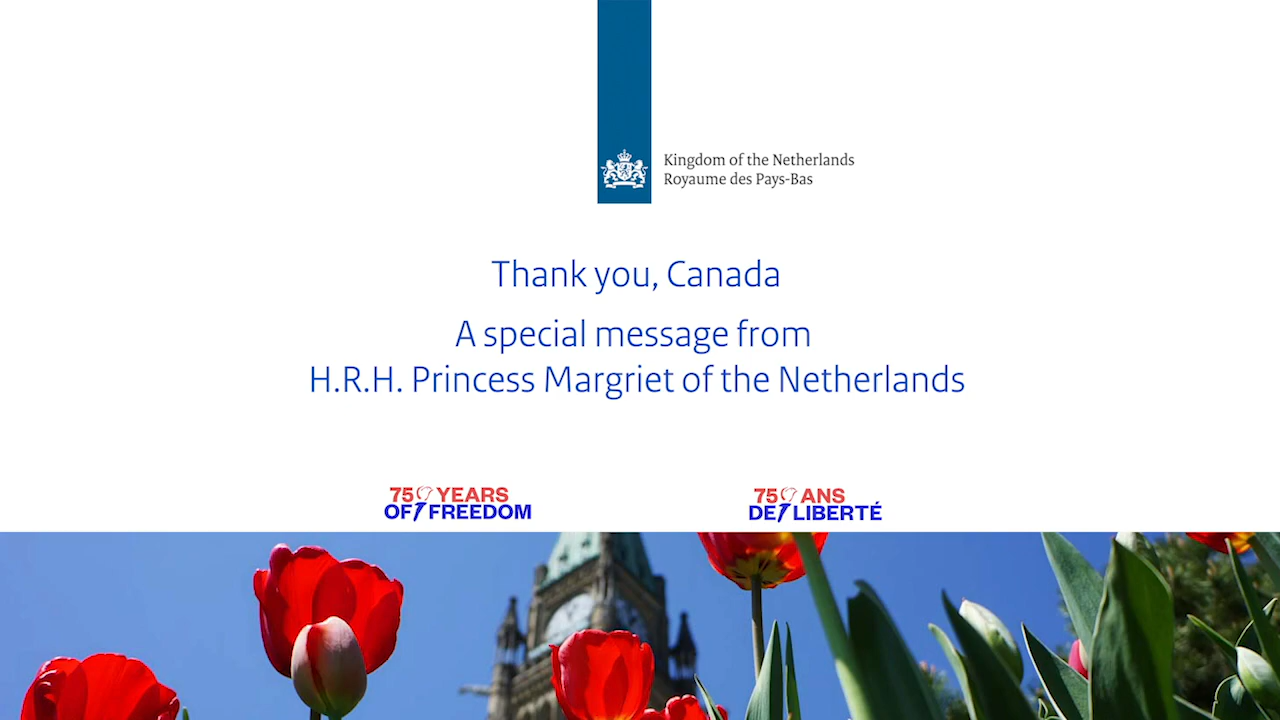 Kingdom of the Netherlands
Royaume des Pays-Bas
Thank you, Canada
A special message from
H.R.H. Princess Margriet of the Netherlands
75 YEARS
OF FREEDOM
75 ANS
DE LIBERTÉ